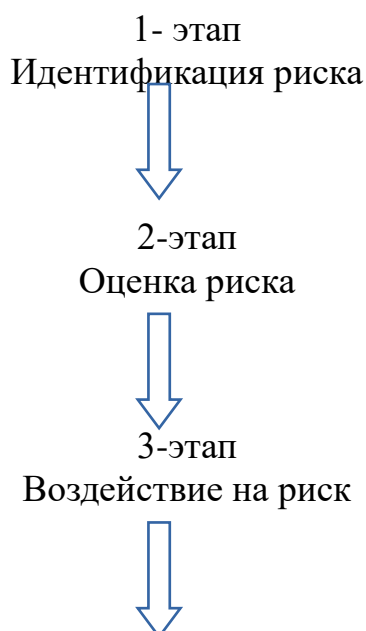 1- этап
Идентификация риска
2-этап
Оценка риска
3-этап
Воздействие на риск